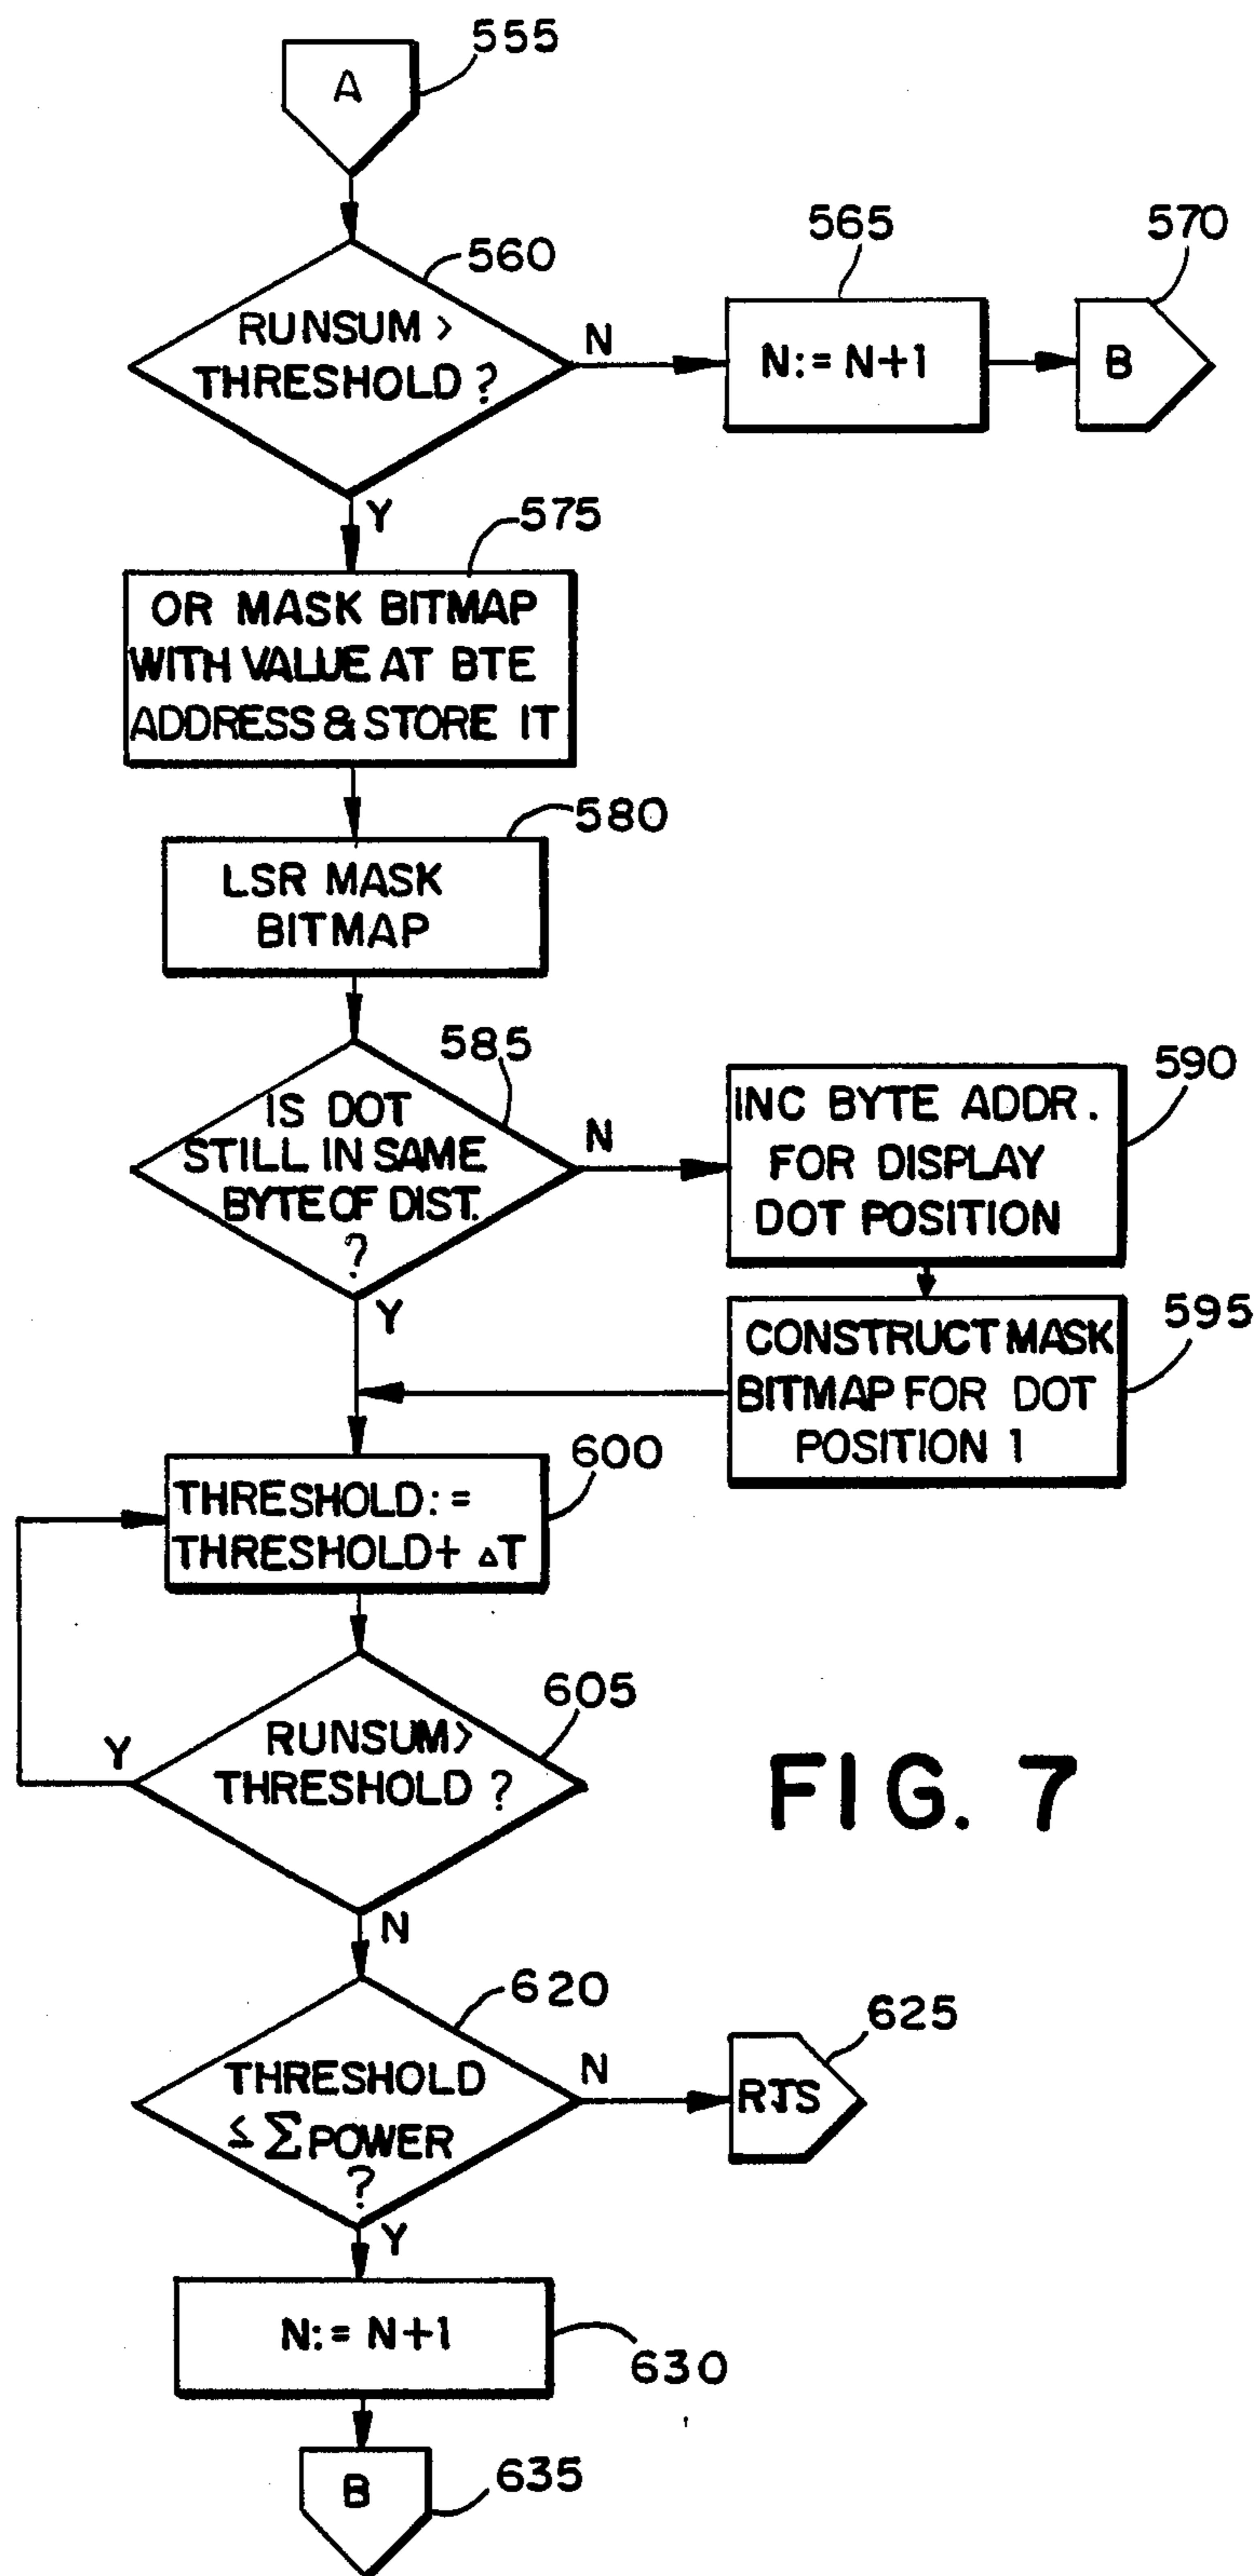 A
555
560
RUNSUM >
THRESHOLD ?
N
565
N:= N+1
570
B
Y
575
OR MASK BITMAP
WITH VALUE AT BTE
ADDRESS & STORE IT
580
LSR MASK
BITMAP
585
IS DOT
STILL IN SAME
BYTE OF DIST.
?
N
590
INC BYTE ADDR.
FOR DISPLAY
DOT POSITION
Y
595
CONSTRUCT MASK
BITMAP FOR DOT
POSITION 1
600
THRESHOLD: =
THRESHOLD+ ΔT
605
RUNSUM>
THRESHOLD ?
Y
FIG. 7
N
620
THRESHOLD
≤ ΣPOWER
?
N
625
RTS
Y
N:= N+1
630
B
635